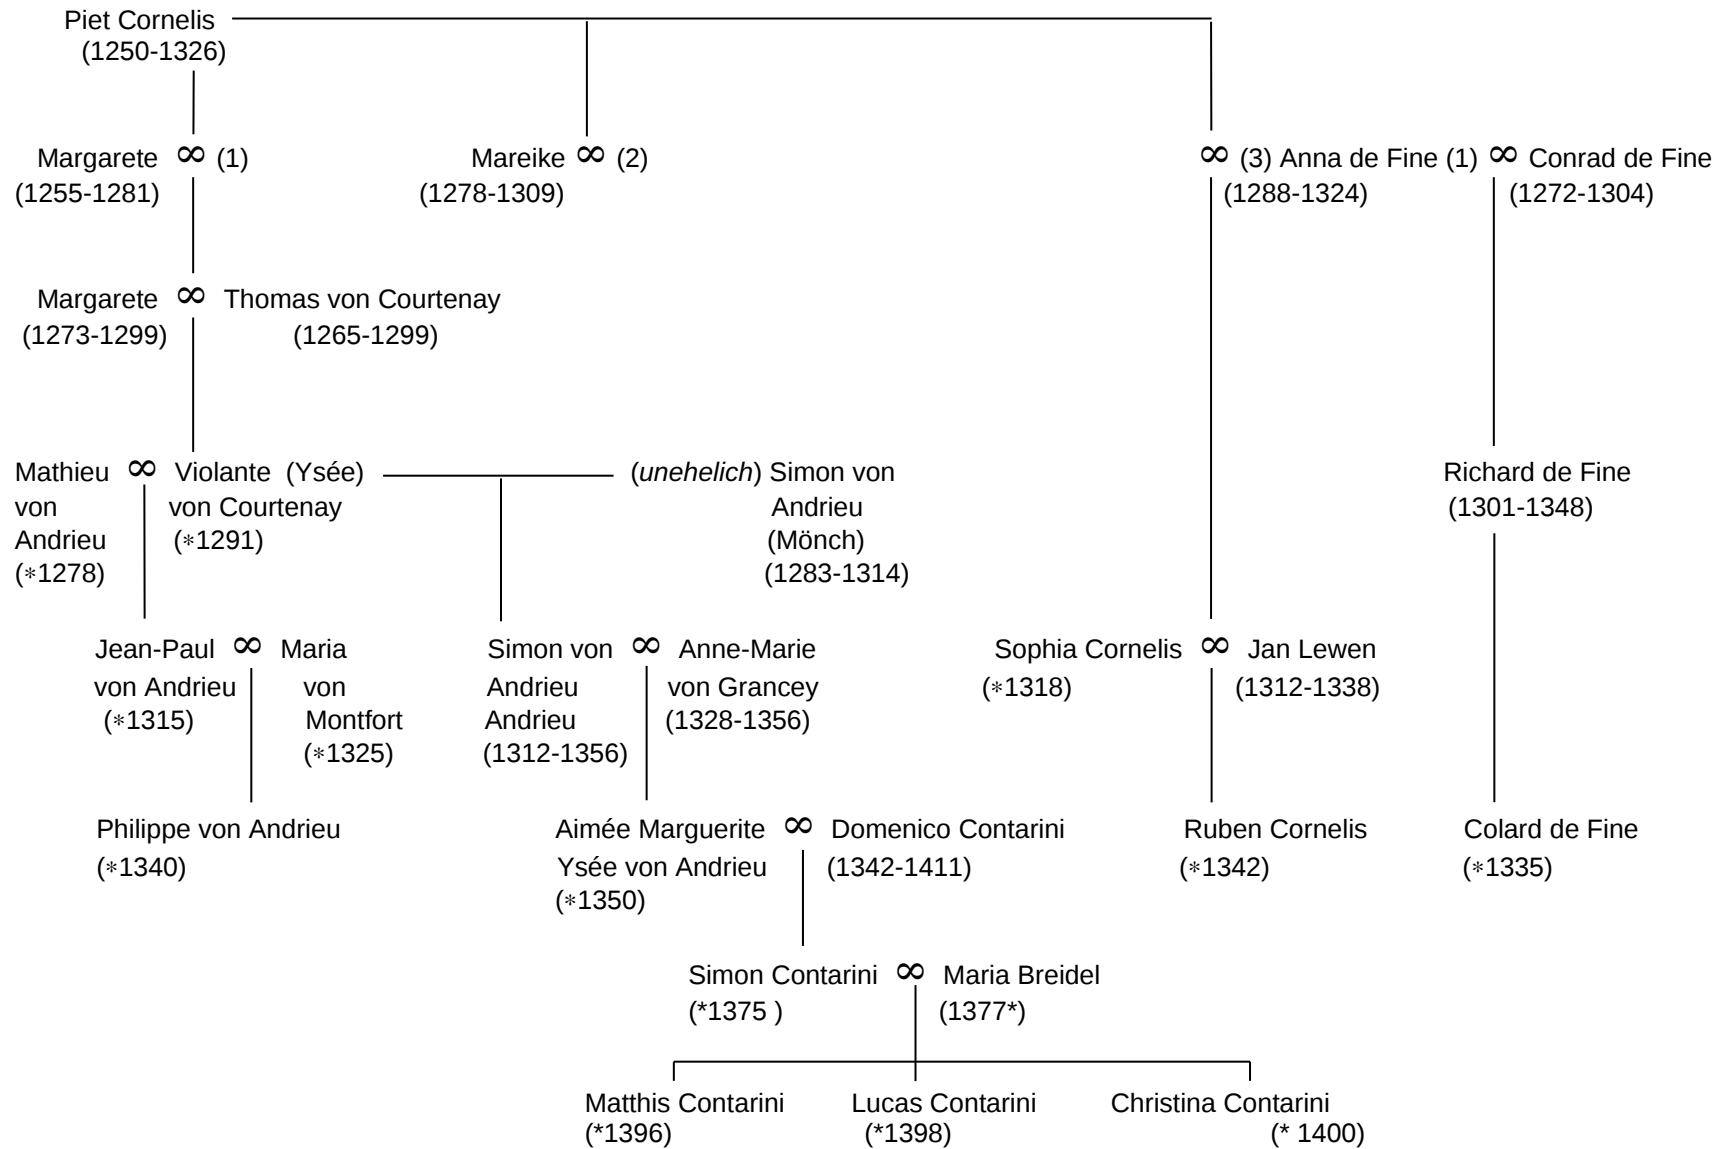 Piet Cornelis
(1250-1326)
Margarete ∞ (1)
Mareike ∞ (2)
∞ (3) Anna de Fine (1) ∞ Conrad de Fine
(1255-1281)
(1278-1309)
(1288-1324)
(1272-1304)
Margarete ∞ Thomas von Courtenay
(1273-1299)
(1265-1299)
Mathieu ∞ Violante (Ysée)
von
von Courtenay
Andrieu
(*1291)
(*1278)
(unehelich) Simon von
Andrieu
(Mönch)
(1283-1314)
Richard de Fine
(1301-1348)
Jean-Paul ∞ Maria
von Andrieu
von
(*1315)
Montfort
(*1325)
Simon von ∞ Anne-Marie
Andrieu
von Grancey
Andrieu
(1328-1356)
(1312-1356)
Sophia Cornelis ∞ Jan Lewen
(*1318)
(1312-1338)
Philippe von Andrieu
(*1340)
Aimée Marguerite ∞ Domenico Contarini
Ysée von Andrieu
(1342-1411)
(*1350)
Ruben Cornelis
(*1342)
Colard de Fine
(*1335)
Simon Contarini ∞ Maria Breidel
(*1375 )
(1377*)
Matthis Contarini
(*1396)
Lucas Contarini
(*1398)
Christina Contarini
(* 1400)